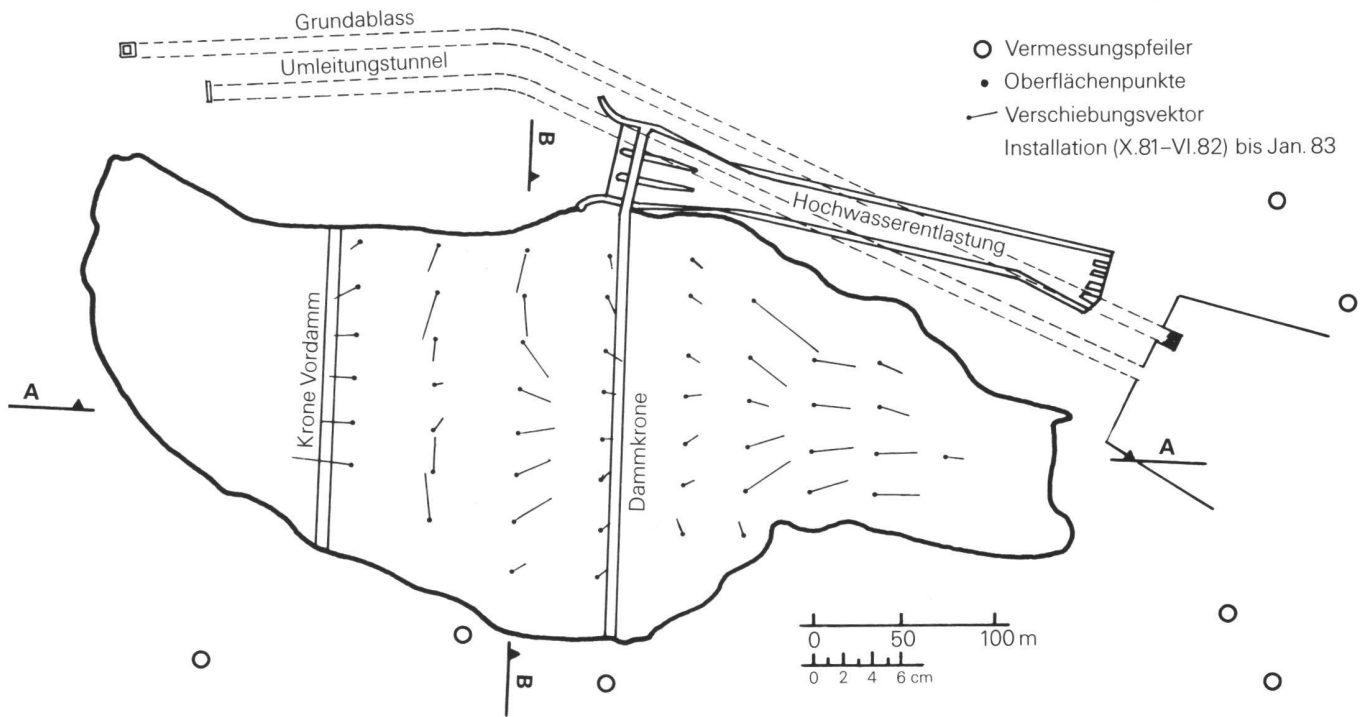 Grundablass
Umleitungstunnel
Vermessungspfeiler
Oberflächenpunkte
Verschiebungsvektor
Installation (X.81–VI.82) bis Jan. 83
B
Hochwasserentlastung
A
Krone Vordamm
Dammkrone
A
B
0 50 100 m
0 2 4 6 cm